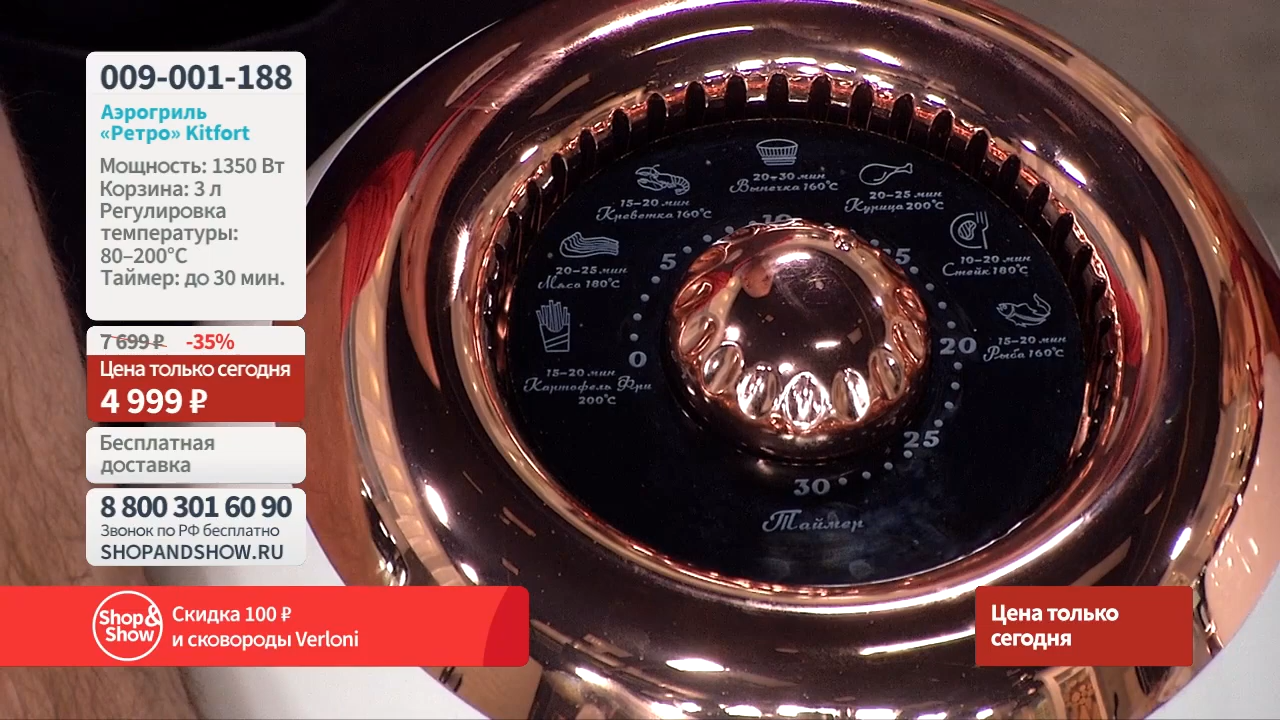 009-001-188
Аэрогриль
«Ретро» Kitfort
Мощность: 1350 Вт
Корзина: 3 л
Регулировка
температуры:
80–200°С
Таймер: до 30 мин.
7 699 ₽ -35%
Цена только сегодня
4 999 ₽
Бесплатная
доставка
8 800 301 60 90
Звонок по РФ бесплатно
SHOPANDSHOW.RU
Shop&
Show
Скидка 100 ₽
и сковороды Verloni
Цена только
сегодня
20-30 мин
Выпечка 160°C
15-20 мин
Креветка 160°C
20-25 мин
Курица 200°C
20-25 мин
Мясо 180°C
10-20 мин
Стейк 180°C
15-20 мин
Рыба 160°C
15-20 мин
Картофель Фри
200°C
0
5
10
20
25
30
Таймер